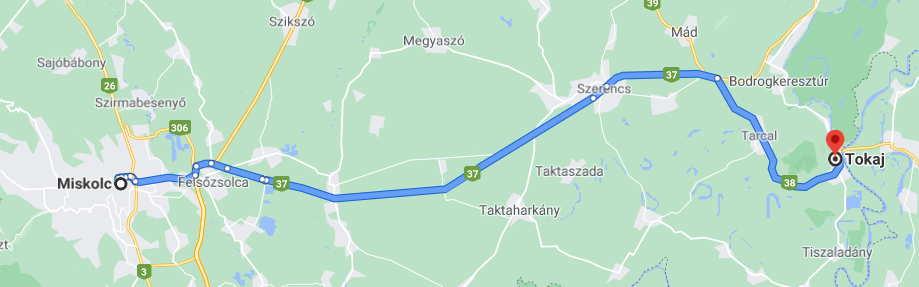 39
Szikszó
Mád
Megyaszó
Sajóbábony
26
37
Bodrogkeresztúr
Szerencs
Szirmabesenyő
306
Tarcal
Tokaj
Taktaszada
37
Miskolc
Felsőzsolca
37
38
Taktaharkány
Tiszaladány
3